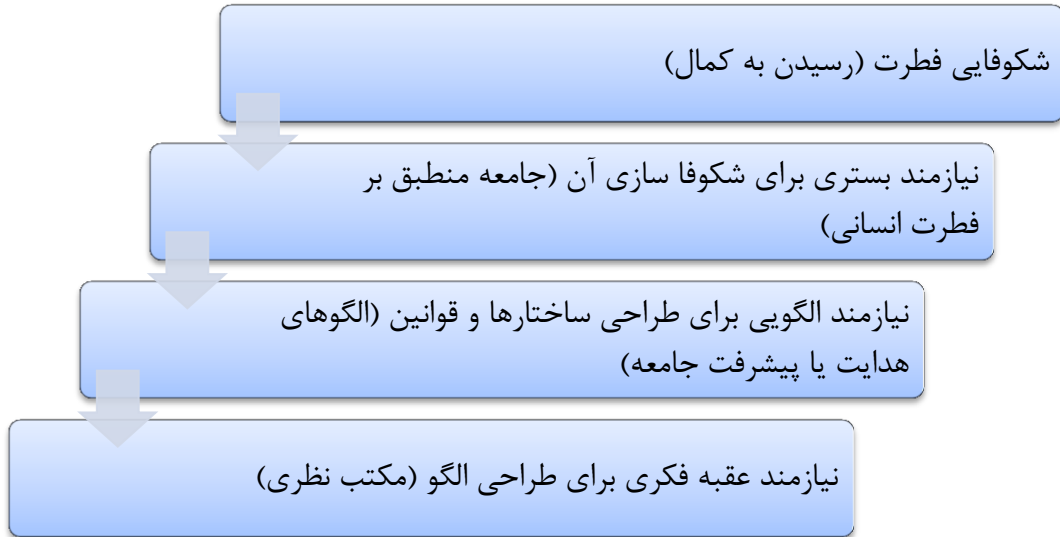 شکوفایی فطرت (رسیدن به کمال)
نیازمند بستری برای شکوفا سازی آن (جامعه منطبق بر
فطرت انسانی)
نیازمند الگویی برای طراحی ساختارها و قوانین (الگوهای
هدایت یا پیشرفت جامعه)
نیازمند عقبه فکری برای طراحی الگو (مکتب نظری)